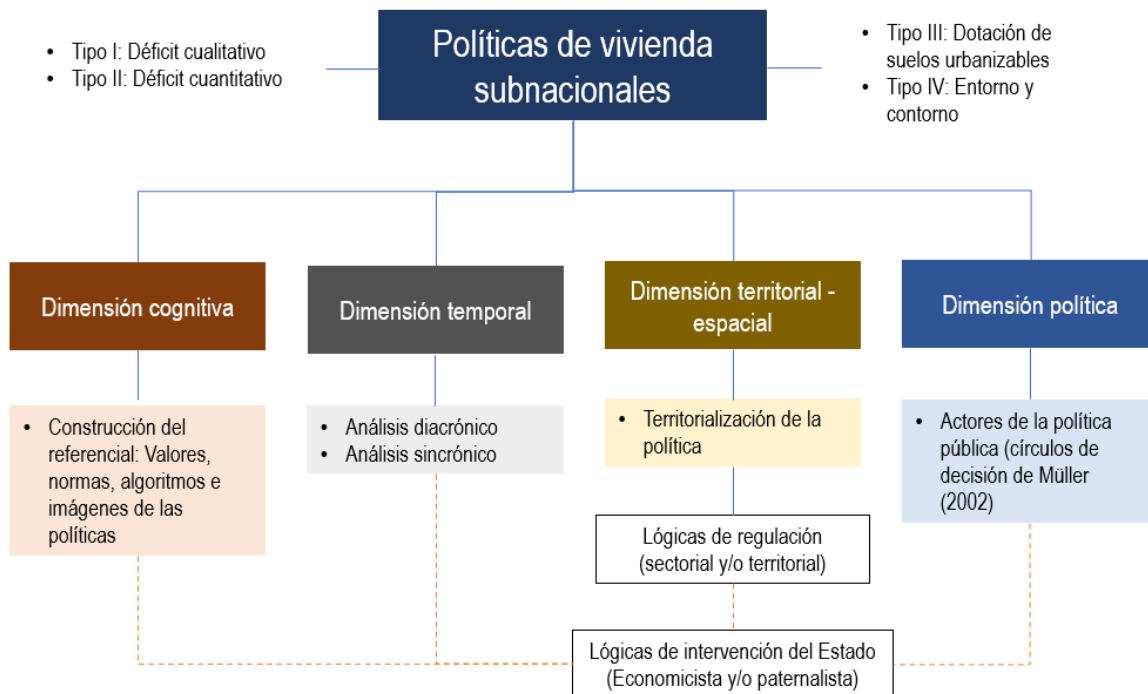 • Tipo I: Déficit cualitativo
• Tipo II: Déficit cuantitativo
Políticas de vivienda
subnacionales
• Tipo III: Dotación de
suelos urbanizables
• Tipo IV: Entorno y
contorno
Dimensión cognitiva
Dimensión temporal
Dimensión territorial -
espacial
Dimensión política
• Construcción del
referencial: Valores,
normas, algoritmos e
imágenes de las
políticas
• Análisis diacrónico
• Análisis sincrónico
• Territorialización de la
política
• Actores de la política
pública (círculos de
decisión de Müller
(2002)
Lógicas de regulación
(sectorial y/o territorial)
Lógicas de intervención del Estado
(Economicista y/o paternalista)